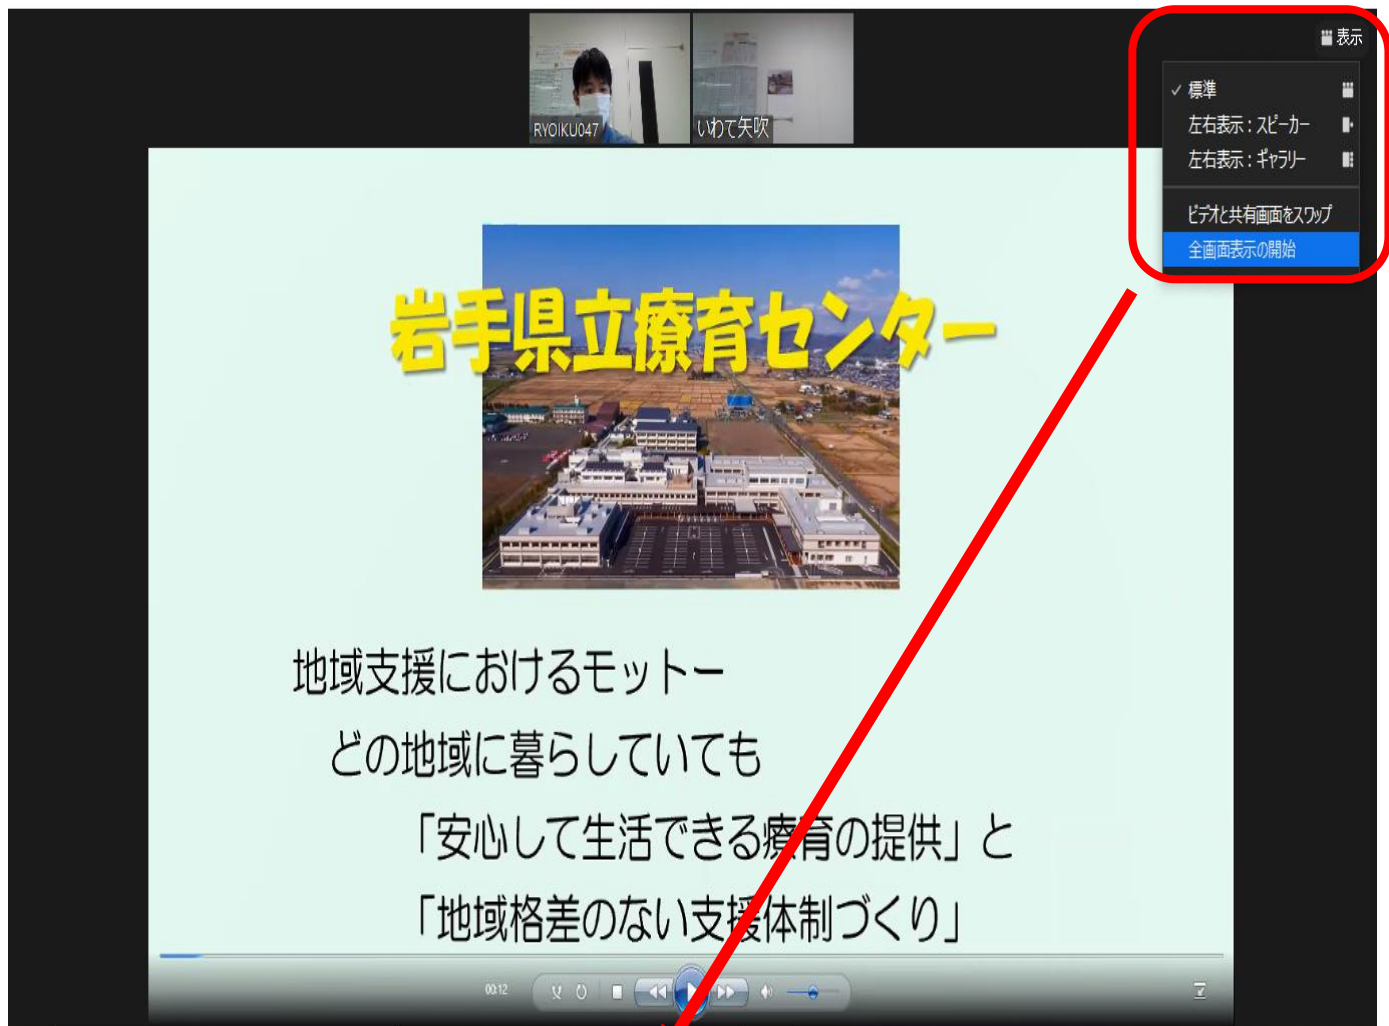 表示
✓ 標準
左右表示：スピーカー
左右表示：ギャラリー
ビデオと共有画面をスワップ
全画面表示の開始
RYOIKU047
いわて矢吹
岩手県立療育センター
地域支援におけるモットー
どの地域に暮らしていても
「安心して生活できる療育の提供」と
「地域格差のない支援体制づくり」
00:12